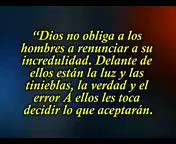 “Dios no obliga a los
hombres a renunciar a su
incredulidad. Delante de
ellos están la luz y las
tinieblas, la verdad y el
error A ellos les toca
decidir lo que aceptarán.